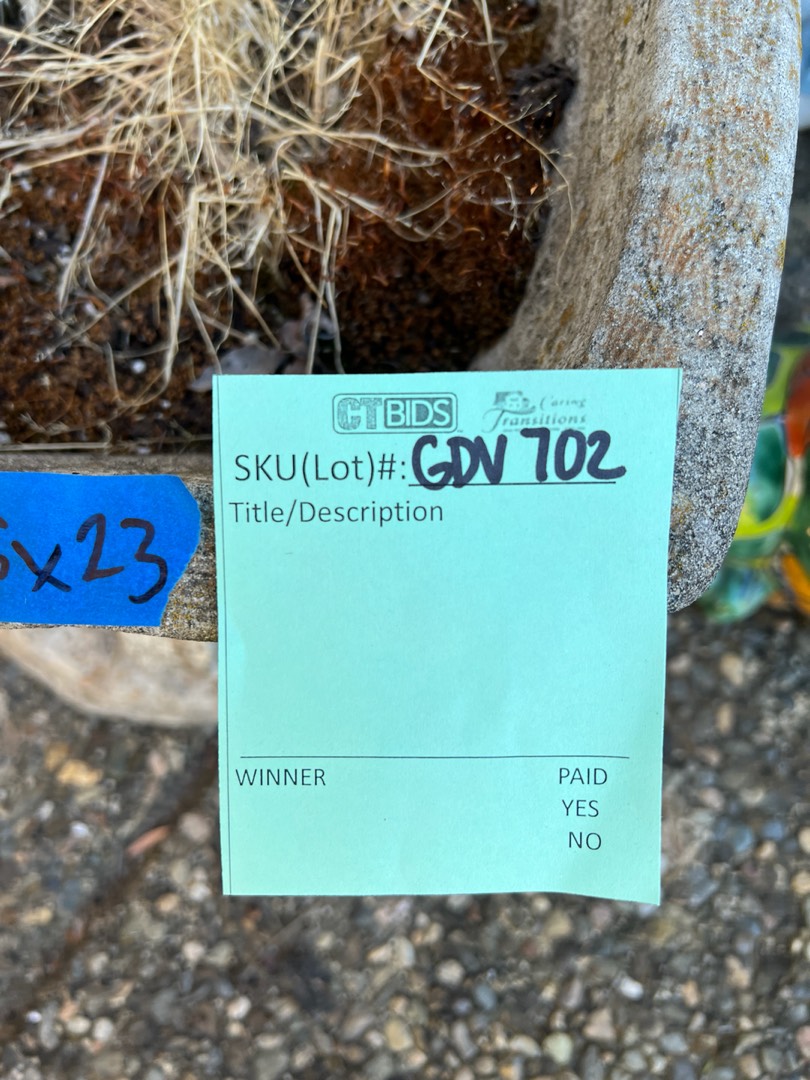 CTBIDS
Caring
Transitions
SKU(Lot)#: GDV 702
Title/Description
x23
WINNER
PAID
YES
NO